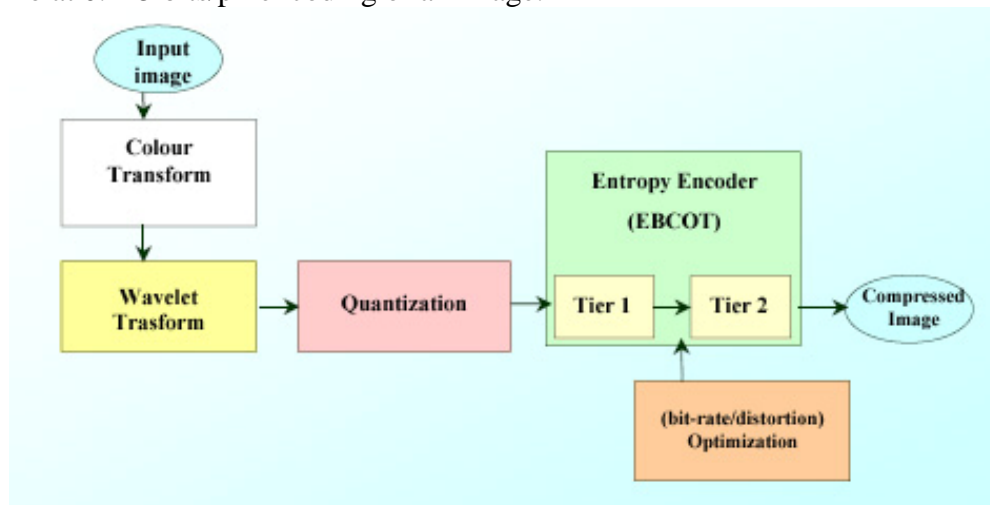 Input
image
Colour
Transform
Wavelet
Trasform
Quantization
Entropy Encoder
(EBCOT)
Tier 1
Tier 2
Compressed
Image
(bit-rate/distortion)
Optimization